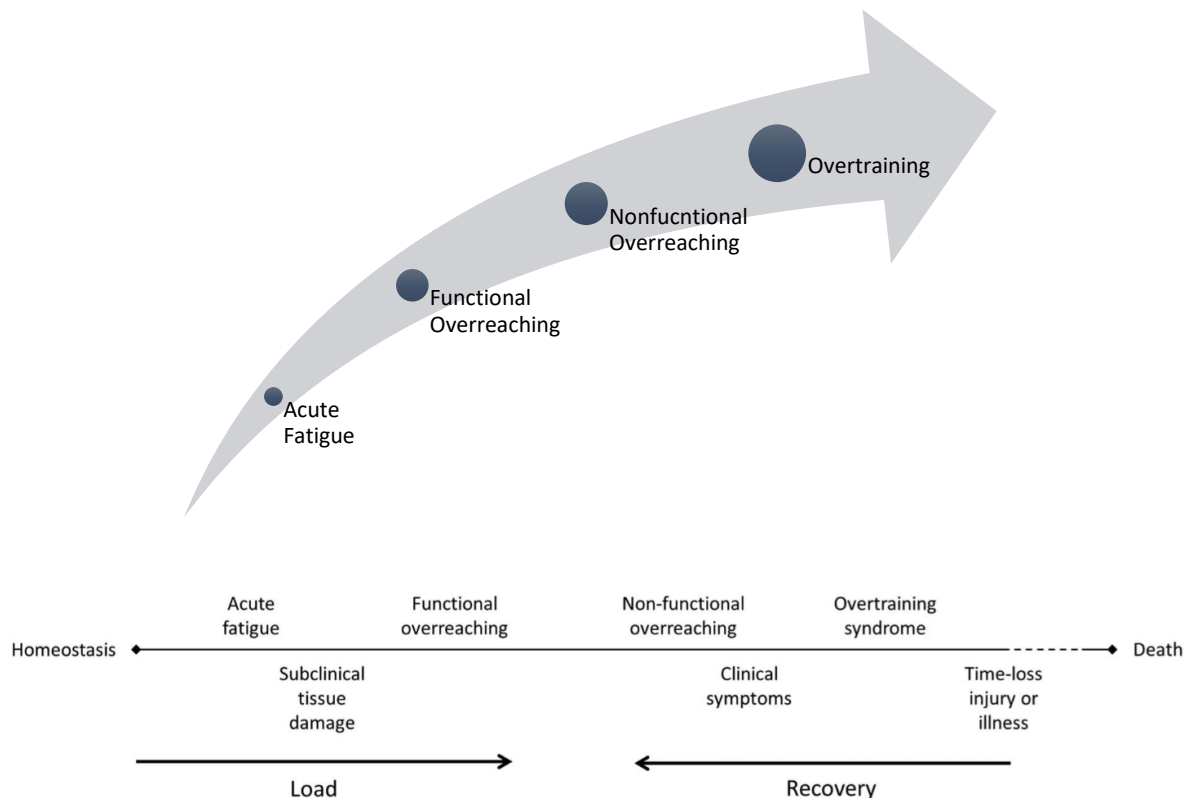 Overtraining
Nonfucntional
Overreaching
Functional
Overreaching
Acute
Fatigue
Acute
fatigue
Functional
overreaching
Non-functional
overreaching
Overtraining
syndrome
Homeostasis
Death
Subclinical
tissue
damage
Clinical
symptoms
Time-loss
injury or
illness
Load
Recovery